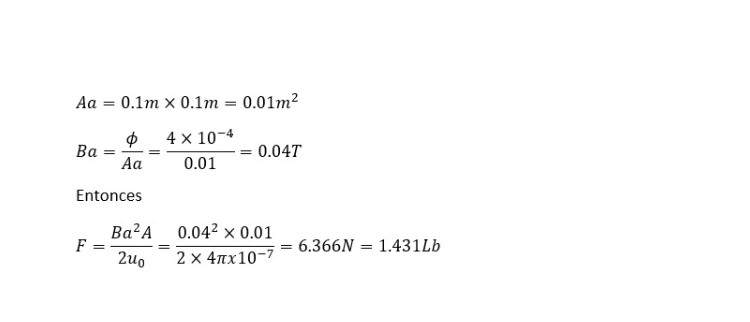 Aa = 0.1m × 0.1m = 0.01m²
Ba = ϕ/Aa = 4 × 10⁻⁴/0.01 = 0.04T
Entonces
F = Ba²A/2u₀ = 0.04² × 0.01/2 × 4πx10⁻⁷ = 6.366N = 1.431Lb